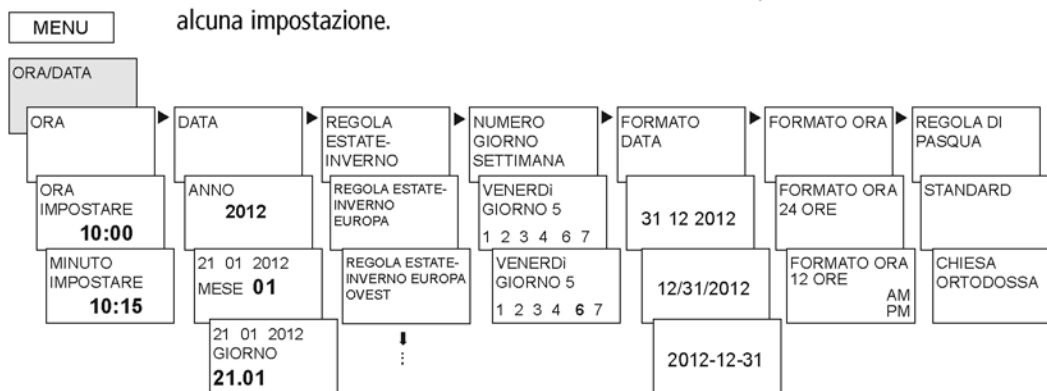 alcuna impostazione.
MENU
ORA/DATA
ORA
ORA
IMPOSTARE
10:00
MINUTO
IMPOSTARE
10:15
DATA
ANNO
2012
21 01 2012
MESE 01
21 01 2012
GIORNO
21.01
REGOLA
ESTATE-
INVERNO
REGOLA ESTATE-
INVERNO
EUROPA
REGOLA ESTATE-
INVERNO EUROPA
OVEST
NUMERO
GIORNO
SETTIMANA
VENERDi
GIORNO 5
1 2 3 4 6 7
VENERDi
GIORNO 5
1 2 3 4 6 7
FORMATO
DATA
31 12 2012
12/31/2012
2012-12-31
FORMATO ORA
FORMATO ORA
24 ORE
FORMATO ORA
12 ORE
AM
PM
REGOLA DI
PASQUA
STANDARD
CHIESA
ORTODOSSA